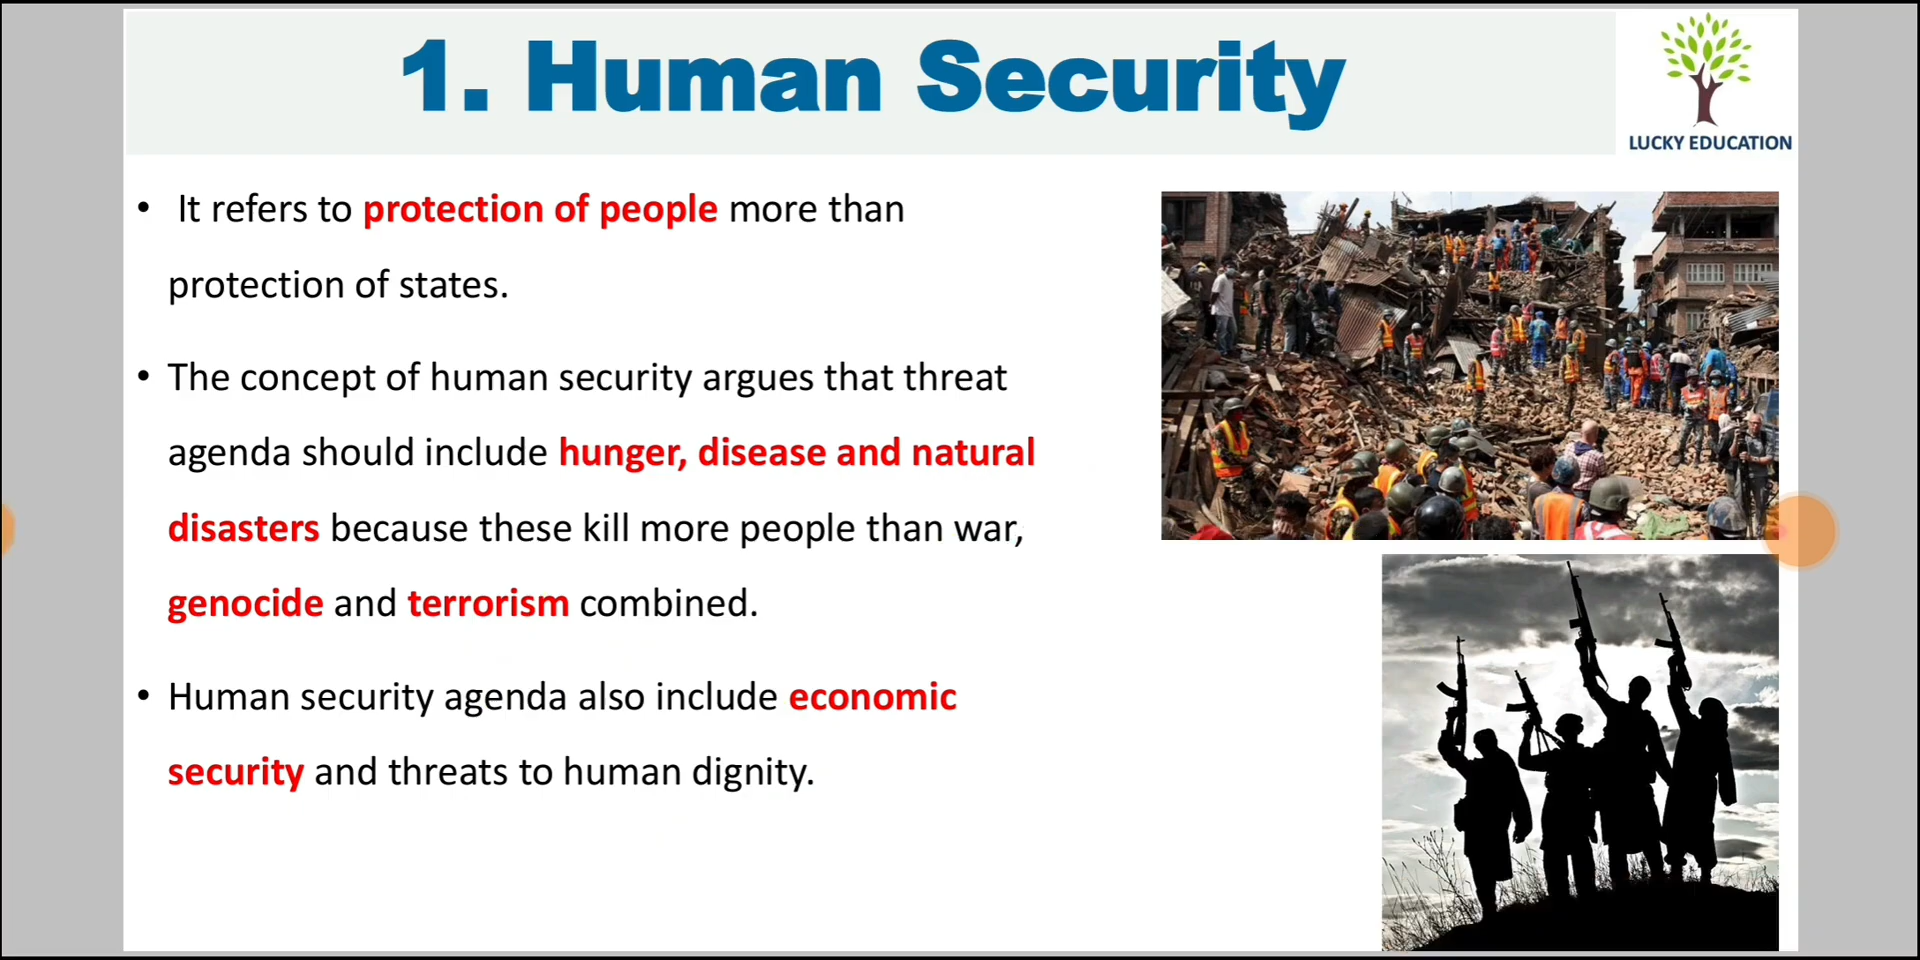 1. Human Security
LUCKY EDUCATION
• It refers to protection of people more than
protection of states.
• The concept of human security argues that threat
agenda should include hunger, disease and natural
disasters because these kill more people than war,
genocide and terrorism combined.
• Human security agenda also include economic
security and threats to human dignity.